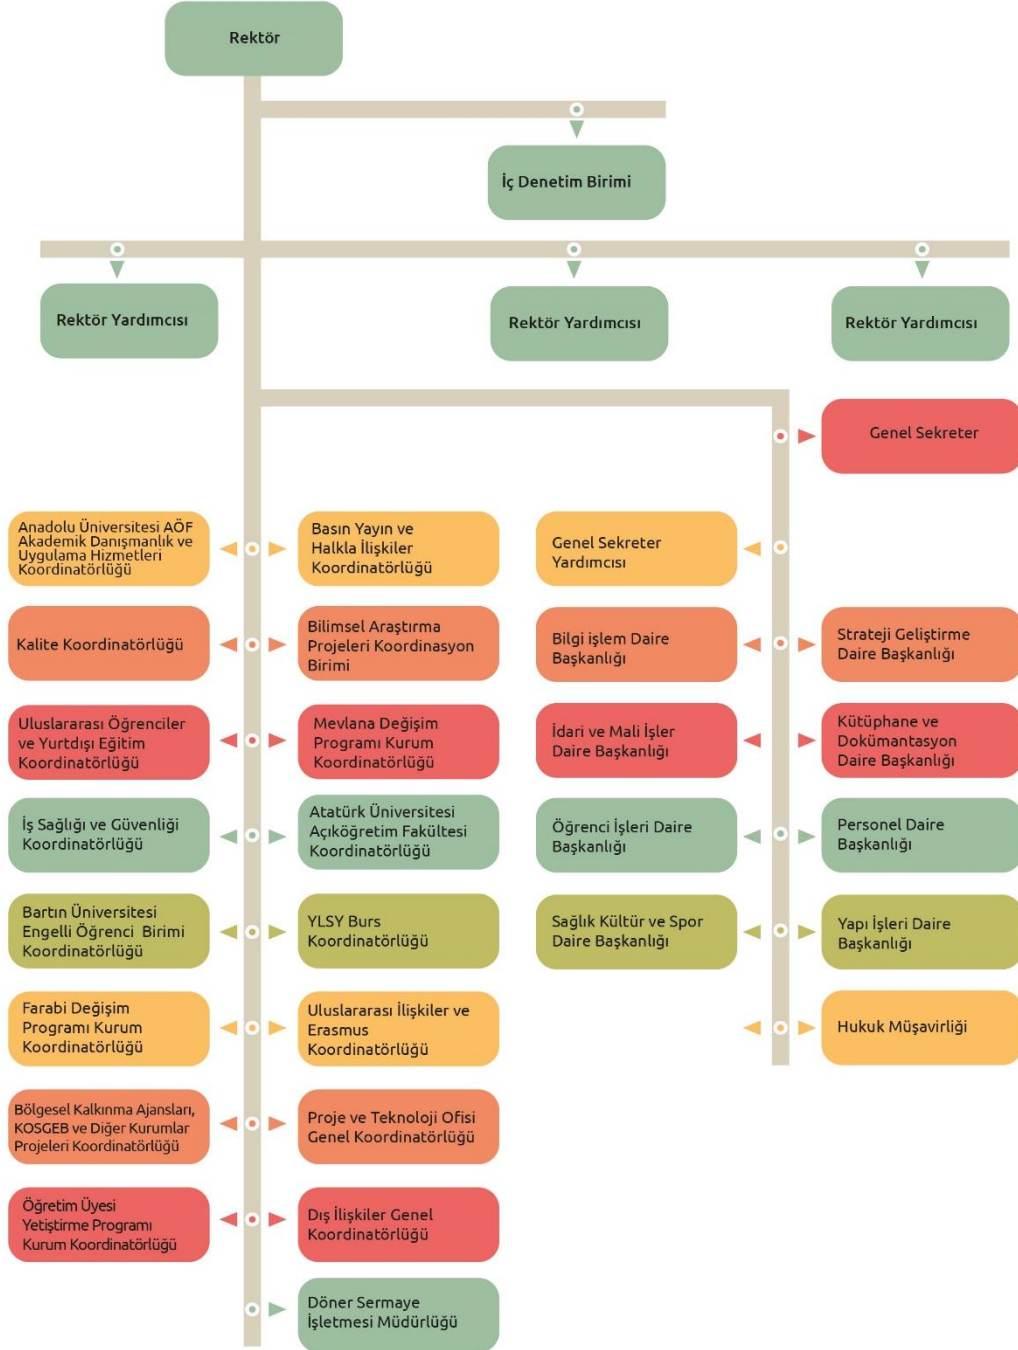 Rektör
İç Denetim Birimi
Rektör Yardımcısı
Rektör Yardımcısı
Rektör Yardımcısı
Genel Sekreter
Anadolu Üniversitesi AÖF
Akademik Danışmanlık ve
Uygulama Hizmetleri
Koordinatörlüğü
Basın Yayın ve
Halkla İlişkiler
Koordinatörlüğü
Genel Sekreter
Yardımcısı
Kalite Koordinatörlüğü
Bilimsel Araştırma
Projeleri Koordinasyon
Birimi
Bilgi işlem Daire
Başkanlığı
Strateji Geliştirme
Daire Başkanlığı
Uluslararası Öğrenciler
ve Yurtdışı Eğitim
Koordinatörlüğü
Mevlana Değişim
Programı Kurum
Koordinatörlüğü
İdari ve Mali İşler
Daire Başkanlığı
Kütüphane ve
Dokümantasyon
Daire Başkanlığı
İş Sağlığı ve Güvenliği
Koordinatörlüğü
Atatürk Üniversitesi
Açıköğretim Fakültesi
Koordinatörlüğü
Öğrenci İşleri Daire
Başkanlığı
Personel Daire
Başkanlığı
Bartın Üniversitesi
Engelli Öğrenci Birimi
Koordinatörlüğü
YLSY Burs
Koordinatörlüğü
Sağlık Kültür ve Spor
Daire Başkanlığı
Yapı İşleri Daire
Başkanlığı
Farabi Değişim
Programı Kurum
Koordinatörlüğü
Uluslararası İlişkiler ve
Erasmus
Koordinatörlüğü
Hukuk Müşavirliği
Bölgesel Kalkınma Ajansları,
KOSGEB ve Diğer Kurumlar
Projeleri Koordinatörlüğü
Proje ve Teknoloji Ofisi
Genel Koordinatörlüğü
Öğretim Üyesi
Yetiştirme Programı
Kurum Koordinatörlüğü
Dış İlişkiler Genel
Koordinatörlüğü
Döner Sermaye
İşletmesi Müdürlüğü